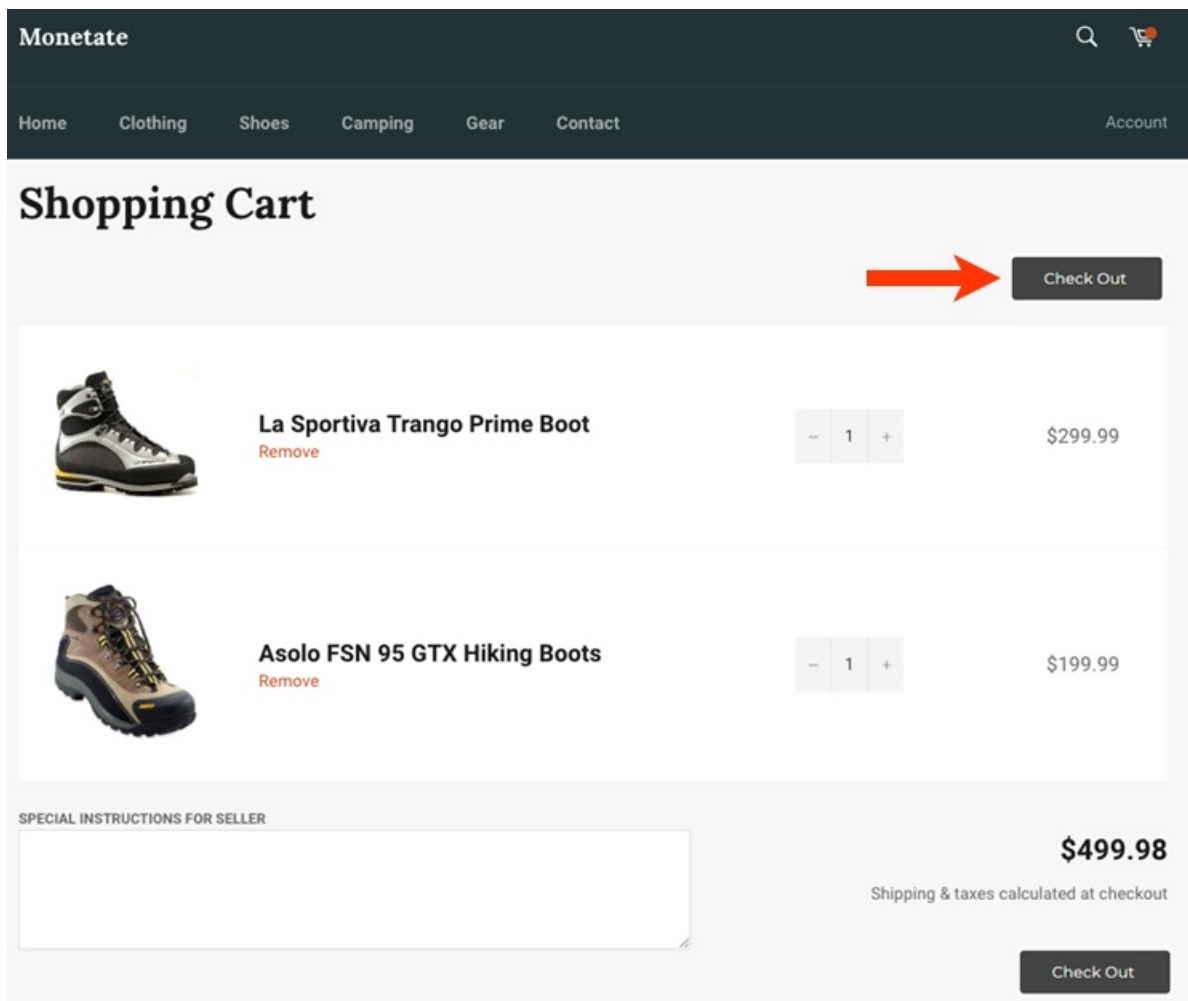 Monetate
Home Clothing Shoes Camping Gear Contact Account
Shopping Cart
Check Out
La Sportiva Trango Prime Boot
Remove
− 1 +
$299.99
Asolo FSN 95 GTX Hiking Boots
Remove
− 1 +
$199.99
SPECIAL INSTRUCTIONS FOR SELLER
$499.98
Shipping & taxes calculated at checkout
Check Out